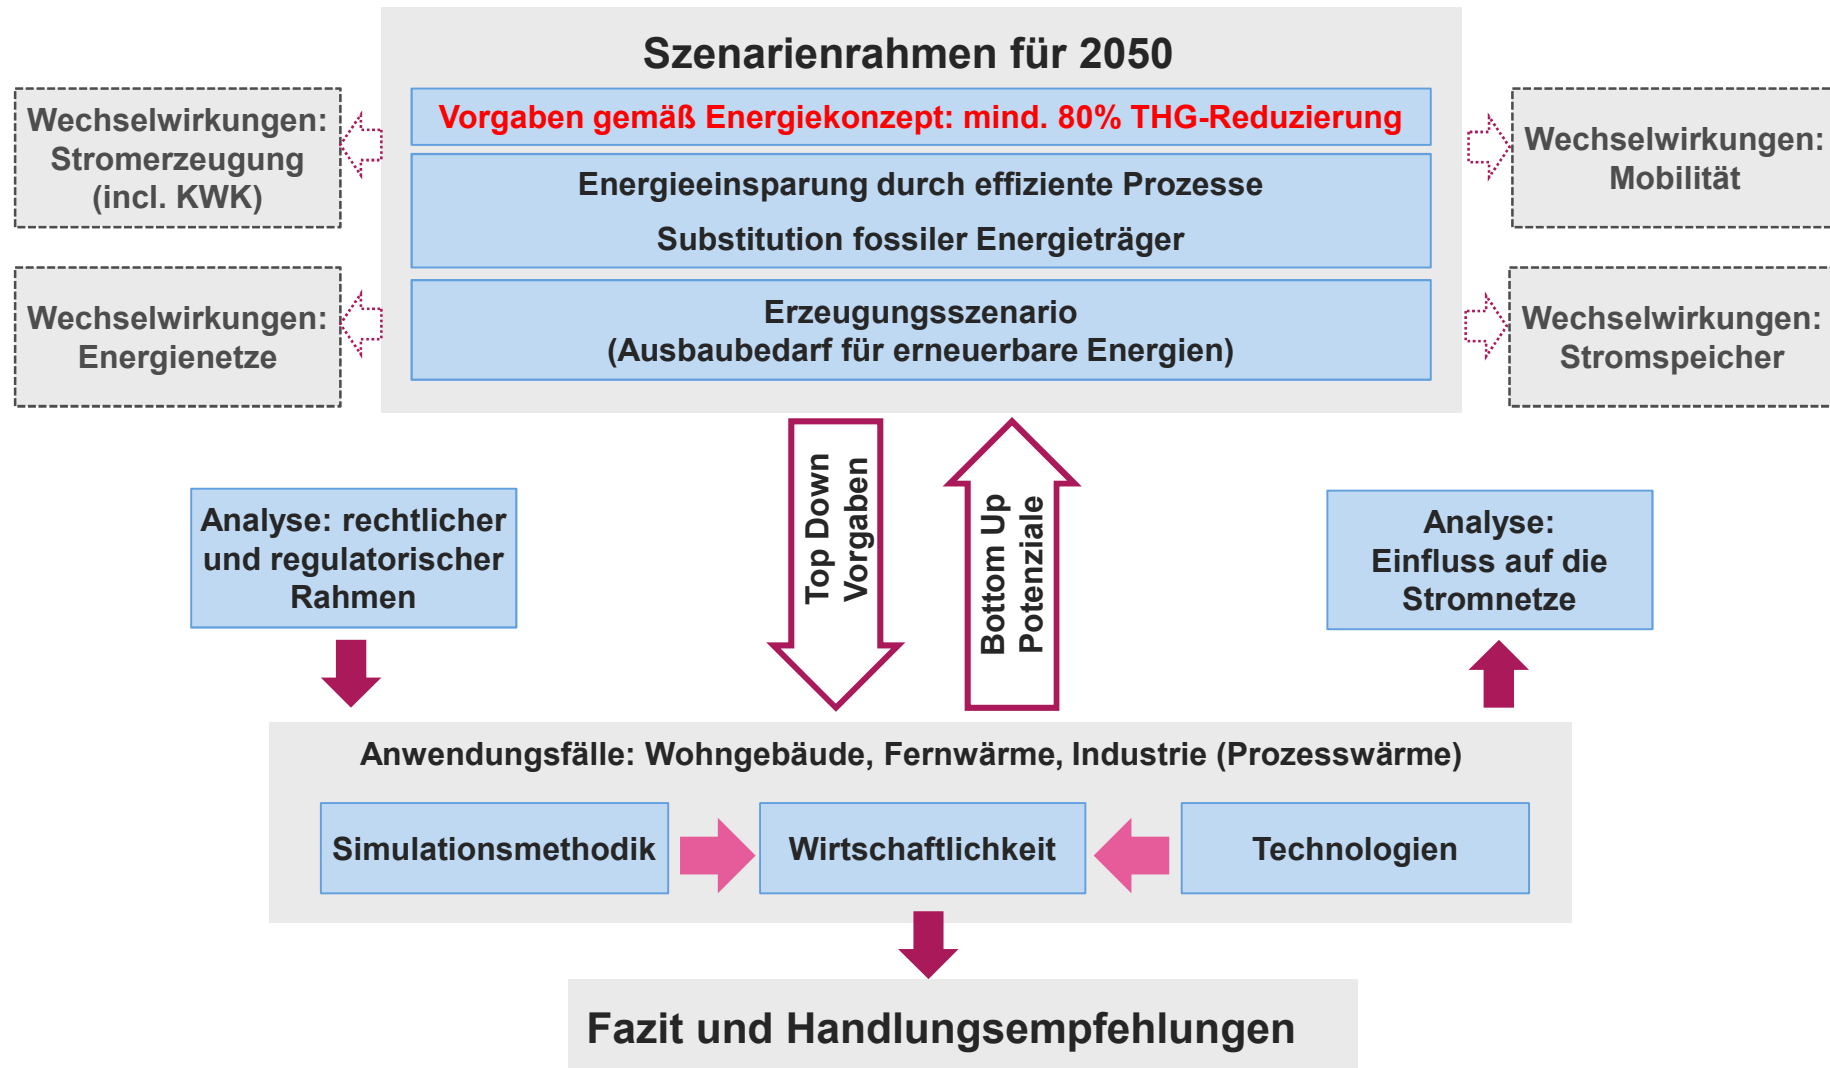 Szenarienrahmen für 2050
Vorgaben gemäß Energiekonzept: mind. 80% THG-Reduzierung
Energieeinsparung durch effiziente Prozesse
Substitution fossiler Energieträger
Erzeugungsszenario
(Ausbaubedarf für erneuerbare Energien)
Wechselwirkungen:
Stromerzeugung
(incl. KWK)
Wechselwirkungen:
Energienetze
Wechselwirkungen:
Mobilität
Wechselwirkungen:
Stromspeicher
Analyse: rechtlicher
und regulatorischer
Rahmen
Top Down
Vorgaben
Bottom Up
Potenziale
Analyse:
Einfluss auf die
Stromnetze
Anwendungsfälle: Wohngebäude, Fernwärme, Industrie (Prozesswärme)
Simulationsmethodik
Wirtschaftlichkeit
Technologien
Fazit und Handlungsempfehlungen